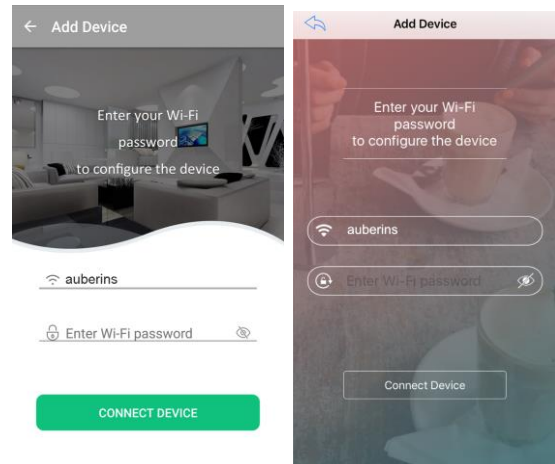 Add Device
Enter your Wi-Fi
password
to configure the device
auberins
Enter Wi-Fi password
CONNECT DEVICE
Add Device
Enter your Wi-Fi
password
to configure the device
auberins
Enter Wi-Fi password
Connect Device